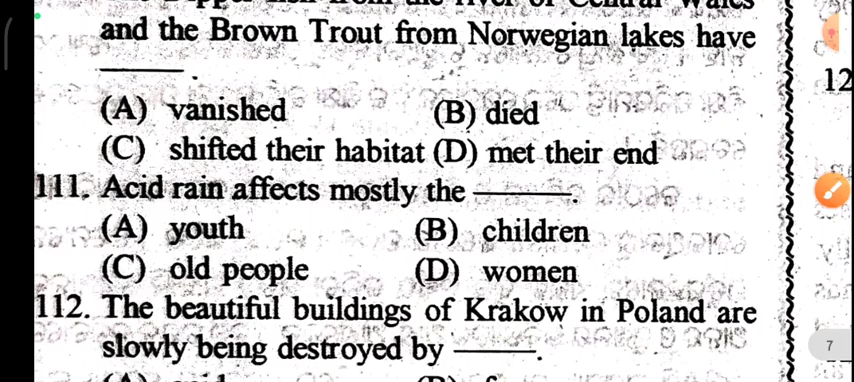 and the Brown Trout from Norwegian lakes have
______ .
(A) vanished (B) died
(C) shifted their habitat (D) met their end
12
111. Acid rain affects mostly the ______.
(A) youth (B) children
(C) old people (D) women
112. The beautiful buildings of Krakow in Poland are
slowly being destroyed by ______.
7